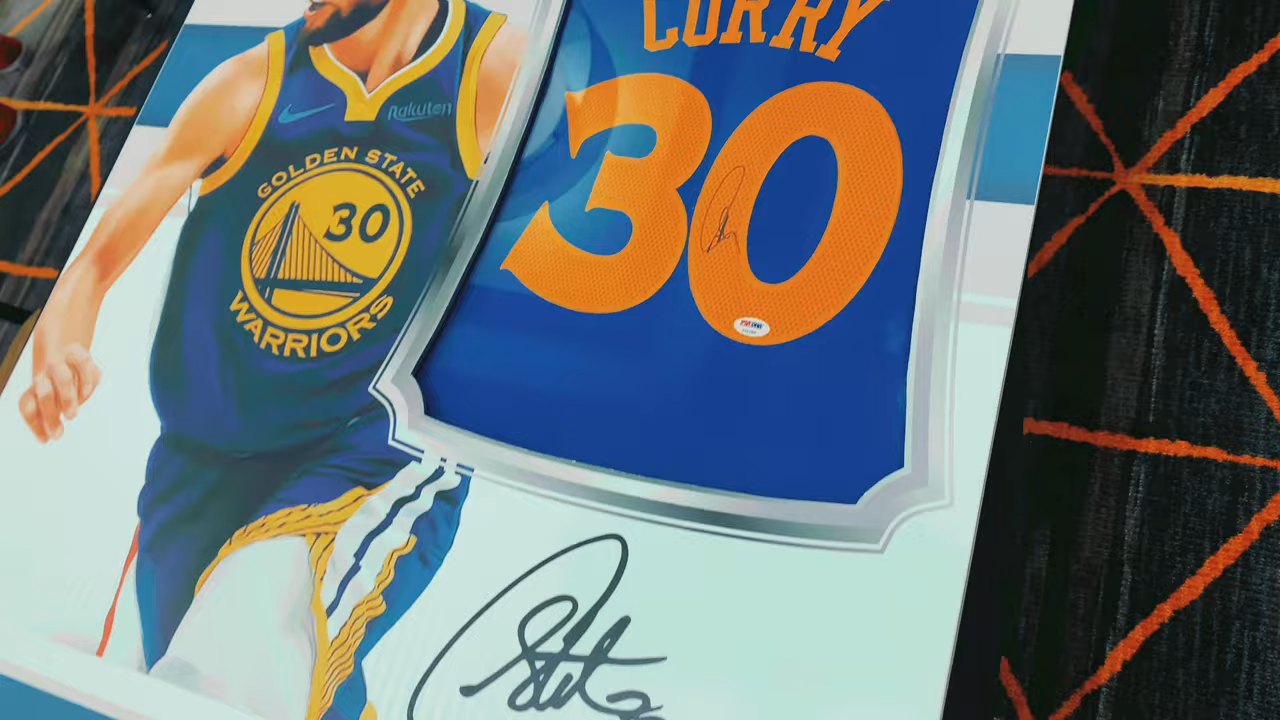 CURRY
30
Rakuten
GOLDEN STATE
30
WARRIORS